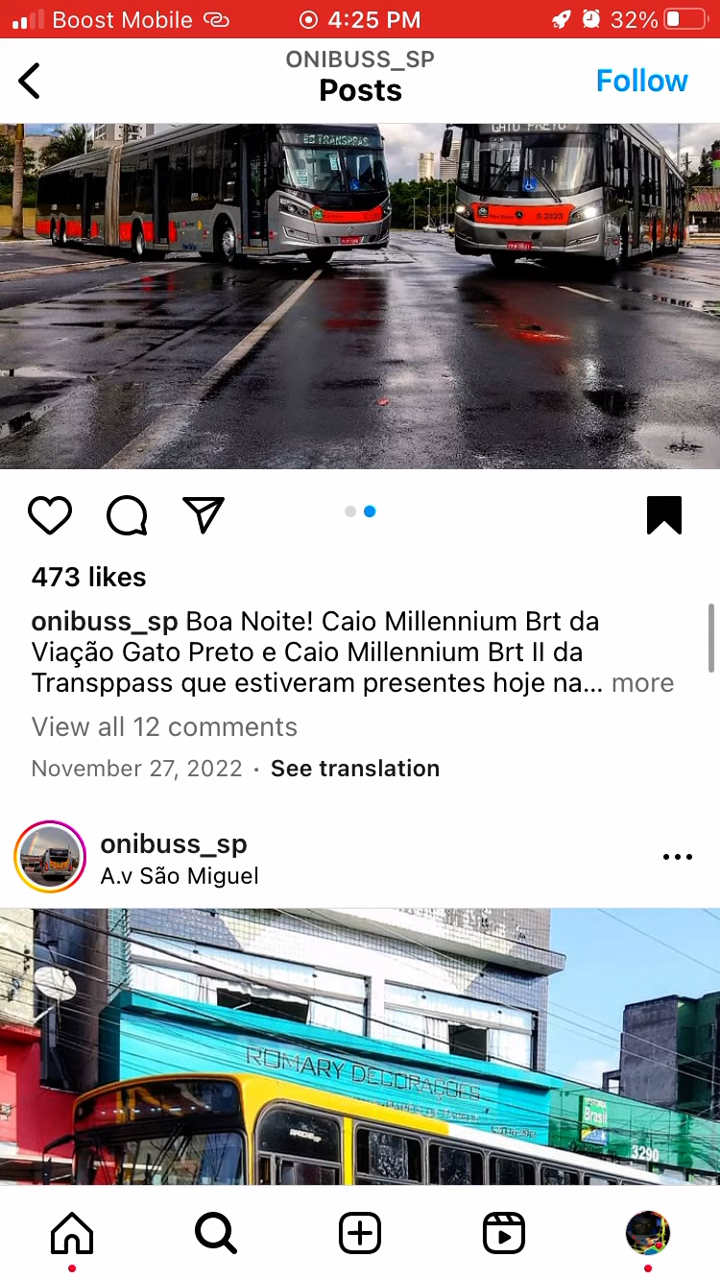 Boost Mobile
4:25 PM
32%
ONIBUSS_SP
Posts
Follow
GATO PRETO
473 likes
onibuss_sp Boa Noite! Caio Millennium Brt da
Viação Gato Preto e Caio Millennium Brt II da
Transppass que estiveram presentes hoje na... more
View all 12 comments
November 27, 2022 · See translation
onibuss_sp
A.v São Miguel
ROMARY DECORAÇÕES
Brasil
3290